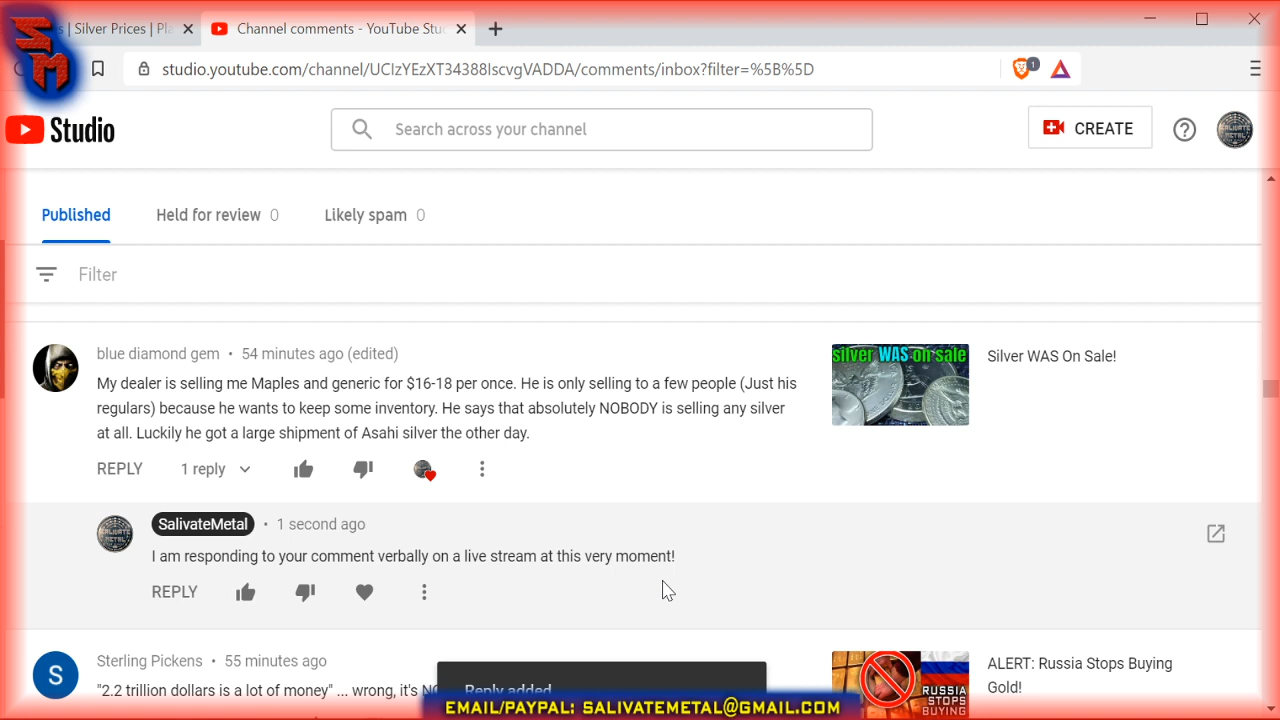 SM
| Silver Prices | Pla
Channel comments - YouTube Stu
studio.youtube.com/channel/UCIzYEzXT34388IscvgVADDA/comments/inbox?filter=%5B%5D
1
Studio
Search across your channel
CREATE
Published
Held for review 0
Likely spam 0
Filter
blue diamond gem • 54 minutes ago (edited)
My dealer is selling me Maples and generic for $16-18 per once. He is only selling to a few people (Just his
regulars) because he wants to keep some inventory. He says that absolutely NOBODY is selling any silver
at all. Luckily he got a large shipment of Asahi silver the other day.
REPLY 1 reply
silver WAS on sale
Silver WAS On Sale!
SalivateMetal • 1 second ago
I am responding to your comment verbally on a live stream at this very moment!
REPLY
S
Sterling Pickens • 55 minutes ago
"2.2 trillion dollars is a lot of money" ... wrong, it's
Reply added
RUSSIA
STOPS
BUYING
ALERT: Russia Stops Buying
Gold!
EMAIL/PAYPAL: SALIVATEMETAL@GMAIL.COM